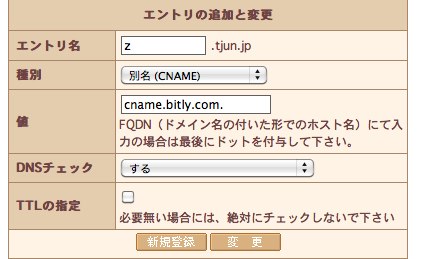 エントリの追加と変更
エントリ名 z .tjun.jp
種別 別名 (CNAME)
値 cname.bitly.com.
FQDN（ドメイン名の付いた形でのホスト名）にて入
力の場合は最後にドットを付与して下さい。
DNSチェック する
TTLの指定
必要無い場合には、絶対にチェックしないで下さい
新規登録 変 更